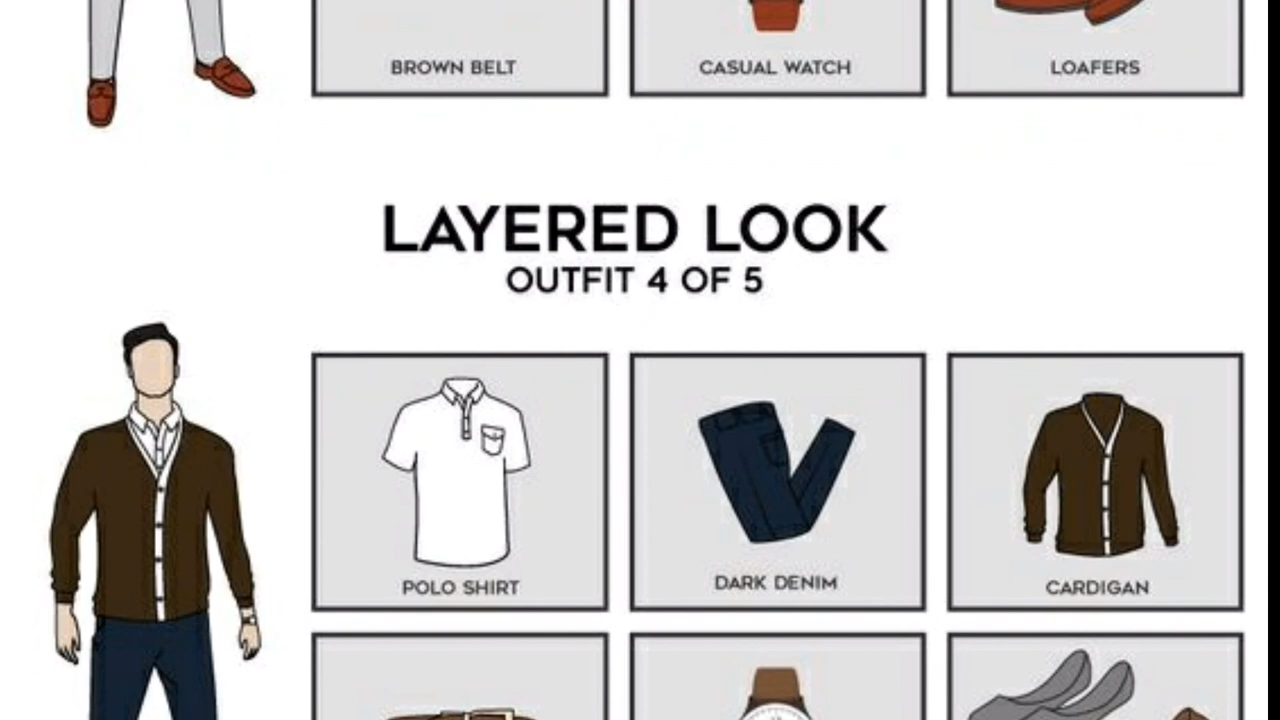 BROWN BELT
CASUAL WATCH
LOAFERS
LAYERED LOOK
OUTFIT 4 OF 5
POLO SHIRT
DARK DENIM
CARDIGAN